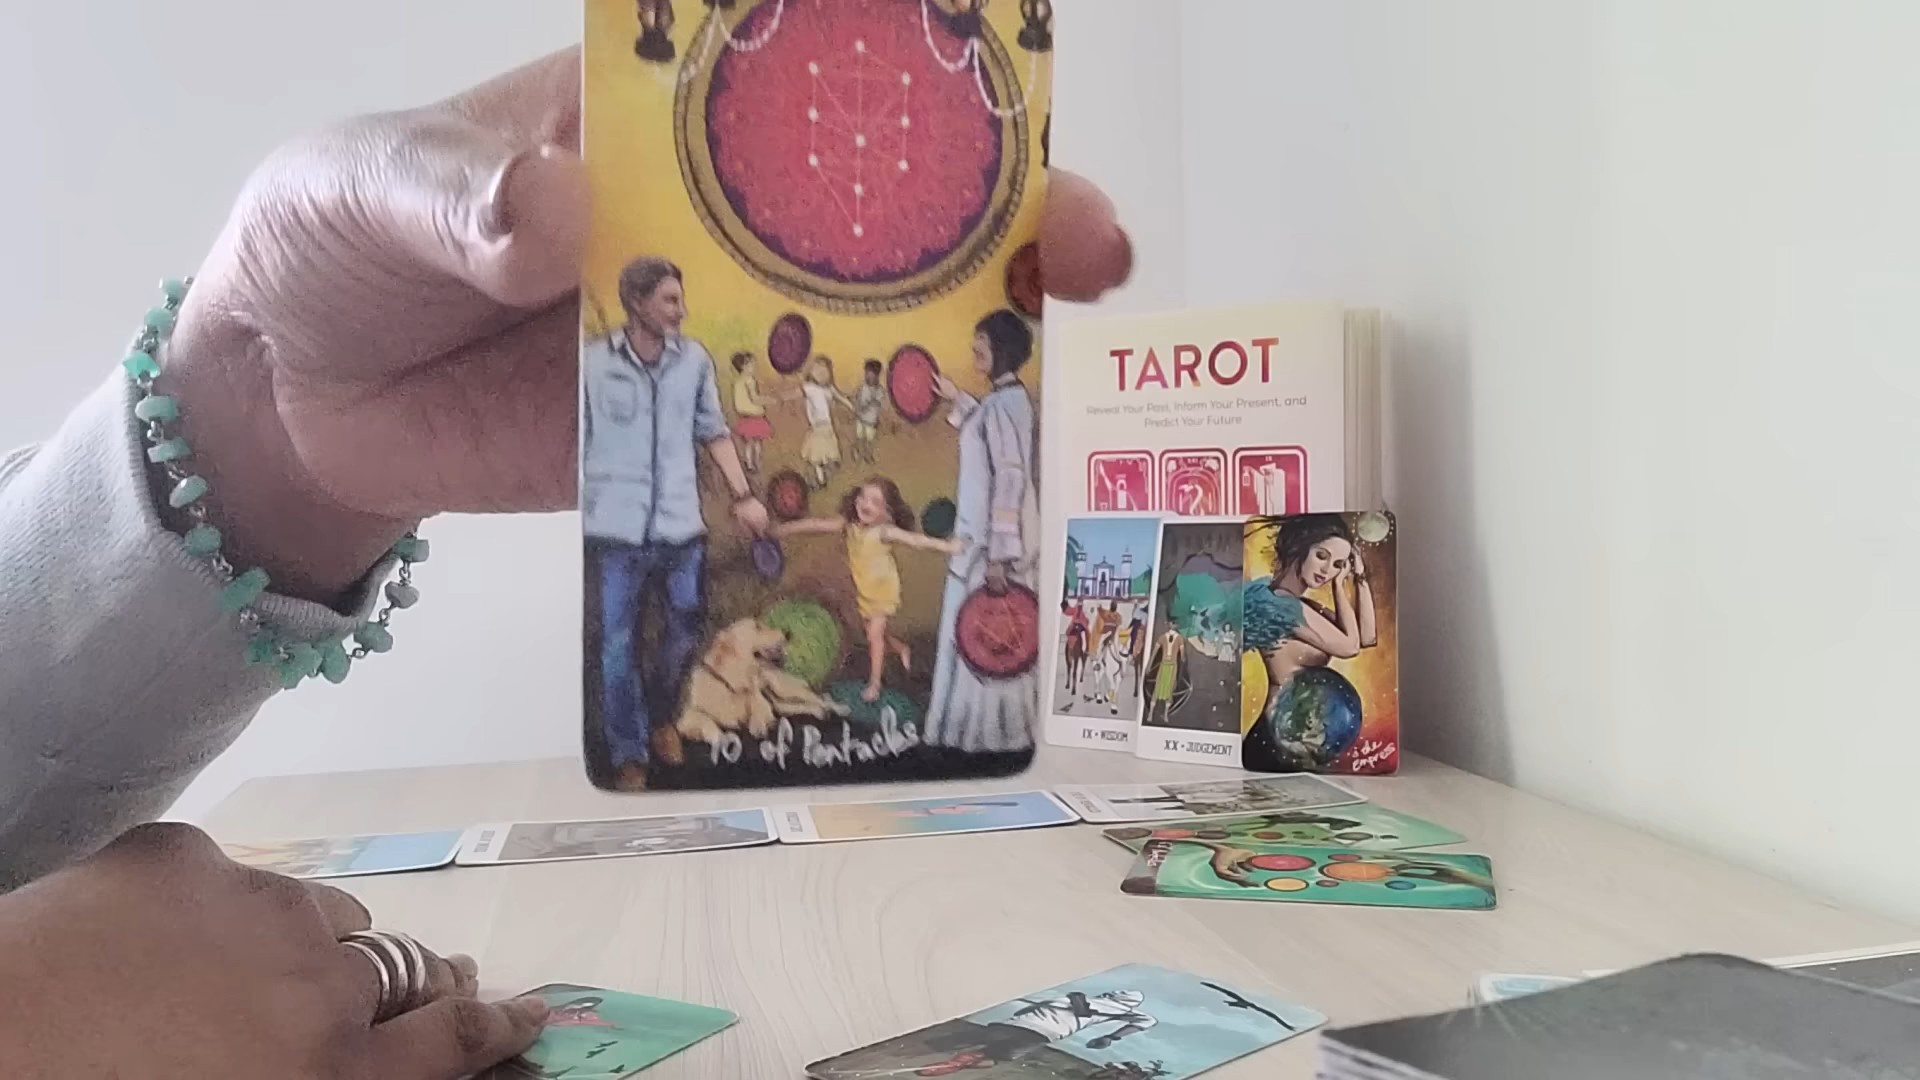 10 of Pentacles
TAROT
Reveal Your Past, Inform Your Present, and
Predict Your Future
IX • WISDOM
XX • JUDGEMENT
the
empress